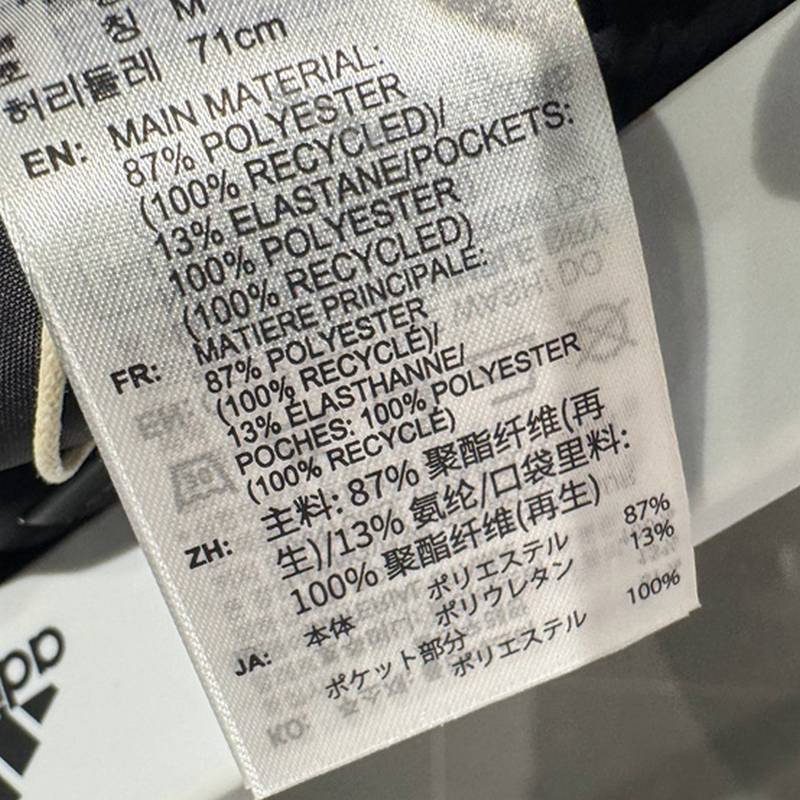 칭 M
허리둘레 71cm
EN: MAIN MATERIAL:
87% POLYESTER
(100% RECYCLED)/
13% ELASTANE/POCKETS:
100% POLYESTER
(100% RECYCLED)
FR: MATIERE PRINCIPALE:
87% POLYESTER
(100% RECYCLÉ)/
13% ÉLASTHANNE/
POCHES: 100% POLYESTER
(100% RECYCLÉ)
ZH: 主料: 87% 聚酯纤维(再
生)/13% 氨纶/口袋里料:
100% 聚酯纤维(再生)
JA: 本体 ポリエステル 87%
ポリウレタン 13%
ポケット部分
ポリエステル 100%
KO: